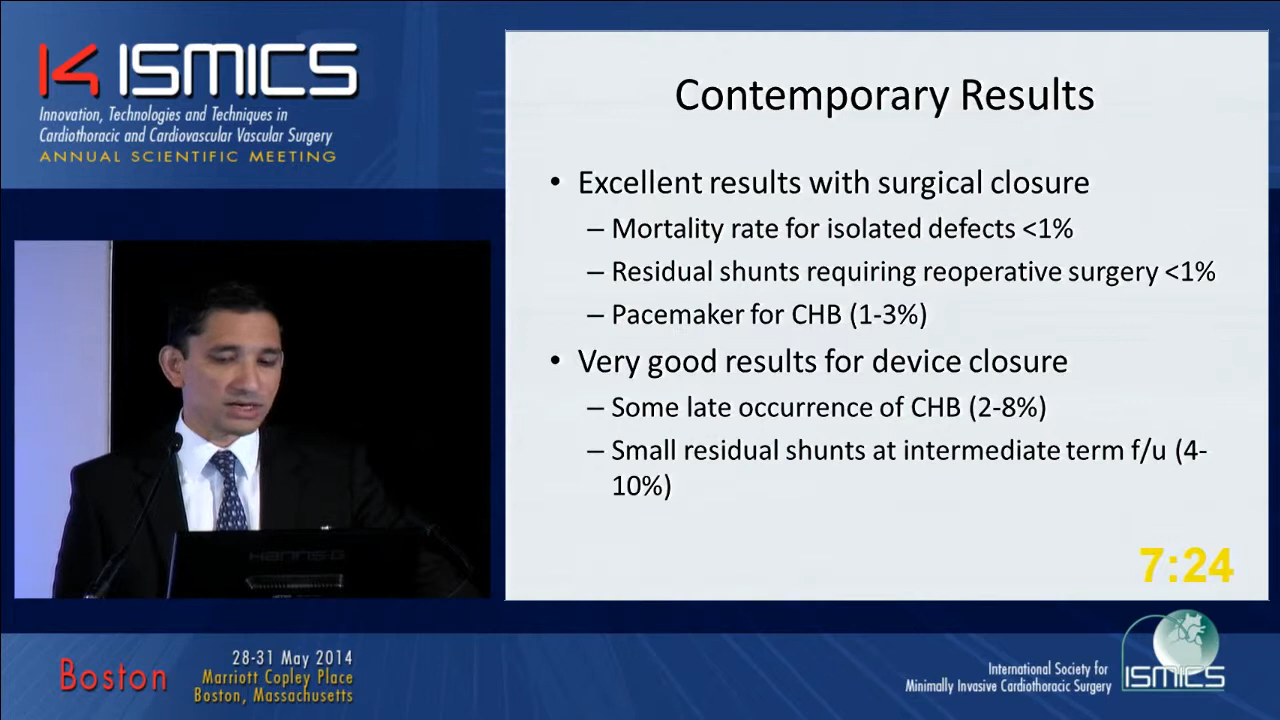 14 ISMICS
Innovation, Technologies and Techniques in
Cardiothoracic and Cardiovascular Vascular Surgery
ANNUAL SCIENTIFIC MEETING
Contemporary Results
• Excellent results with surgical closure
– Mortality rate for isolated defects <1%
– Residual shunts requiring reoperative surgery <1%
– Pacemaker for CHB (1-3%)
• Very good results for device closure
– Some late occurrence of CHB (2-8%)
– Small residual shunts at intermediate term f/u (4-
10%)
7:24
Boston
28-31 May 2014
Marriott Copley Place
Boston, Massachusetts
International Society for
Minimally Invasive Cardiothoracic Surgery
ISMICS